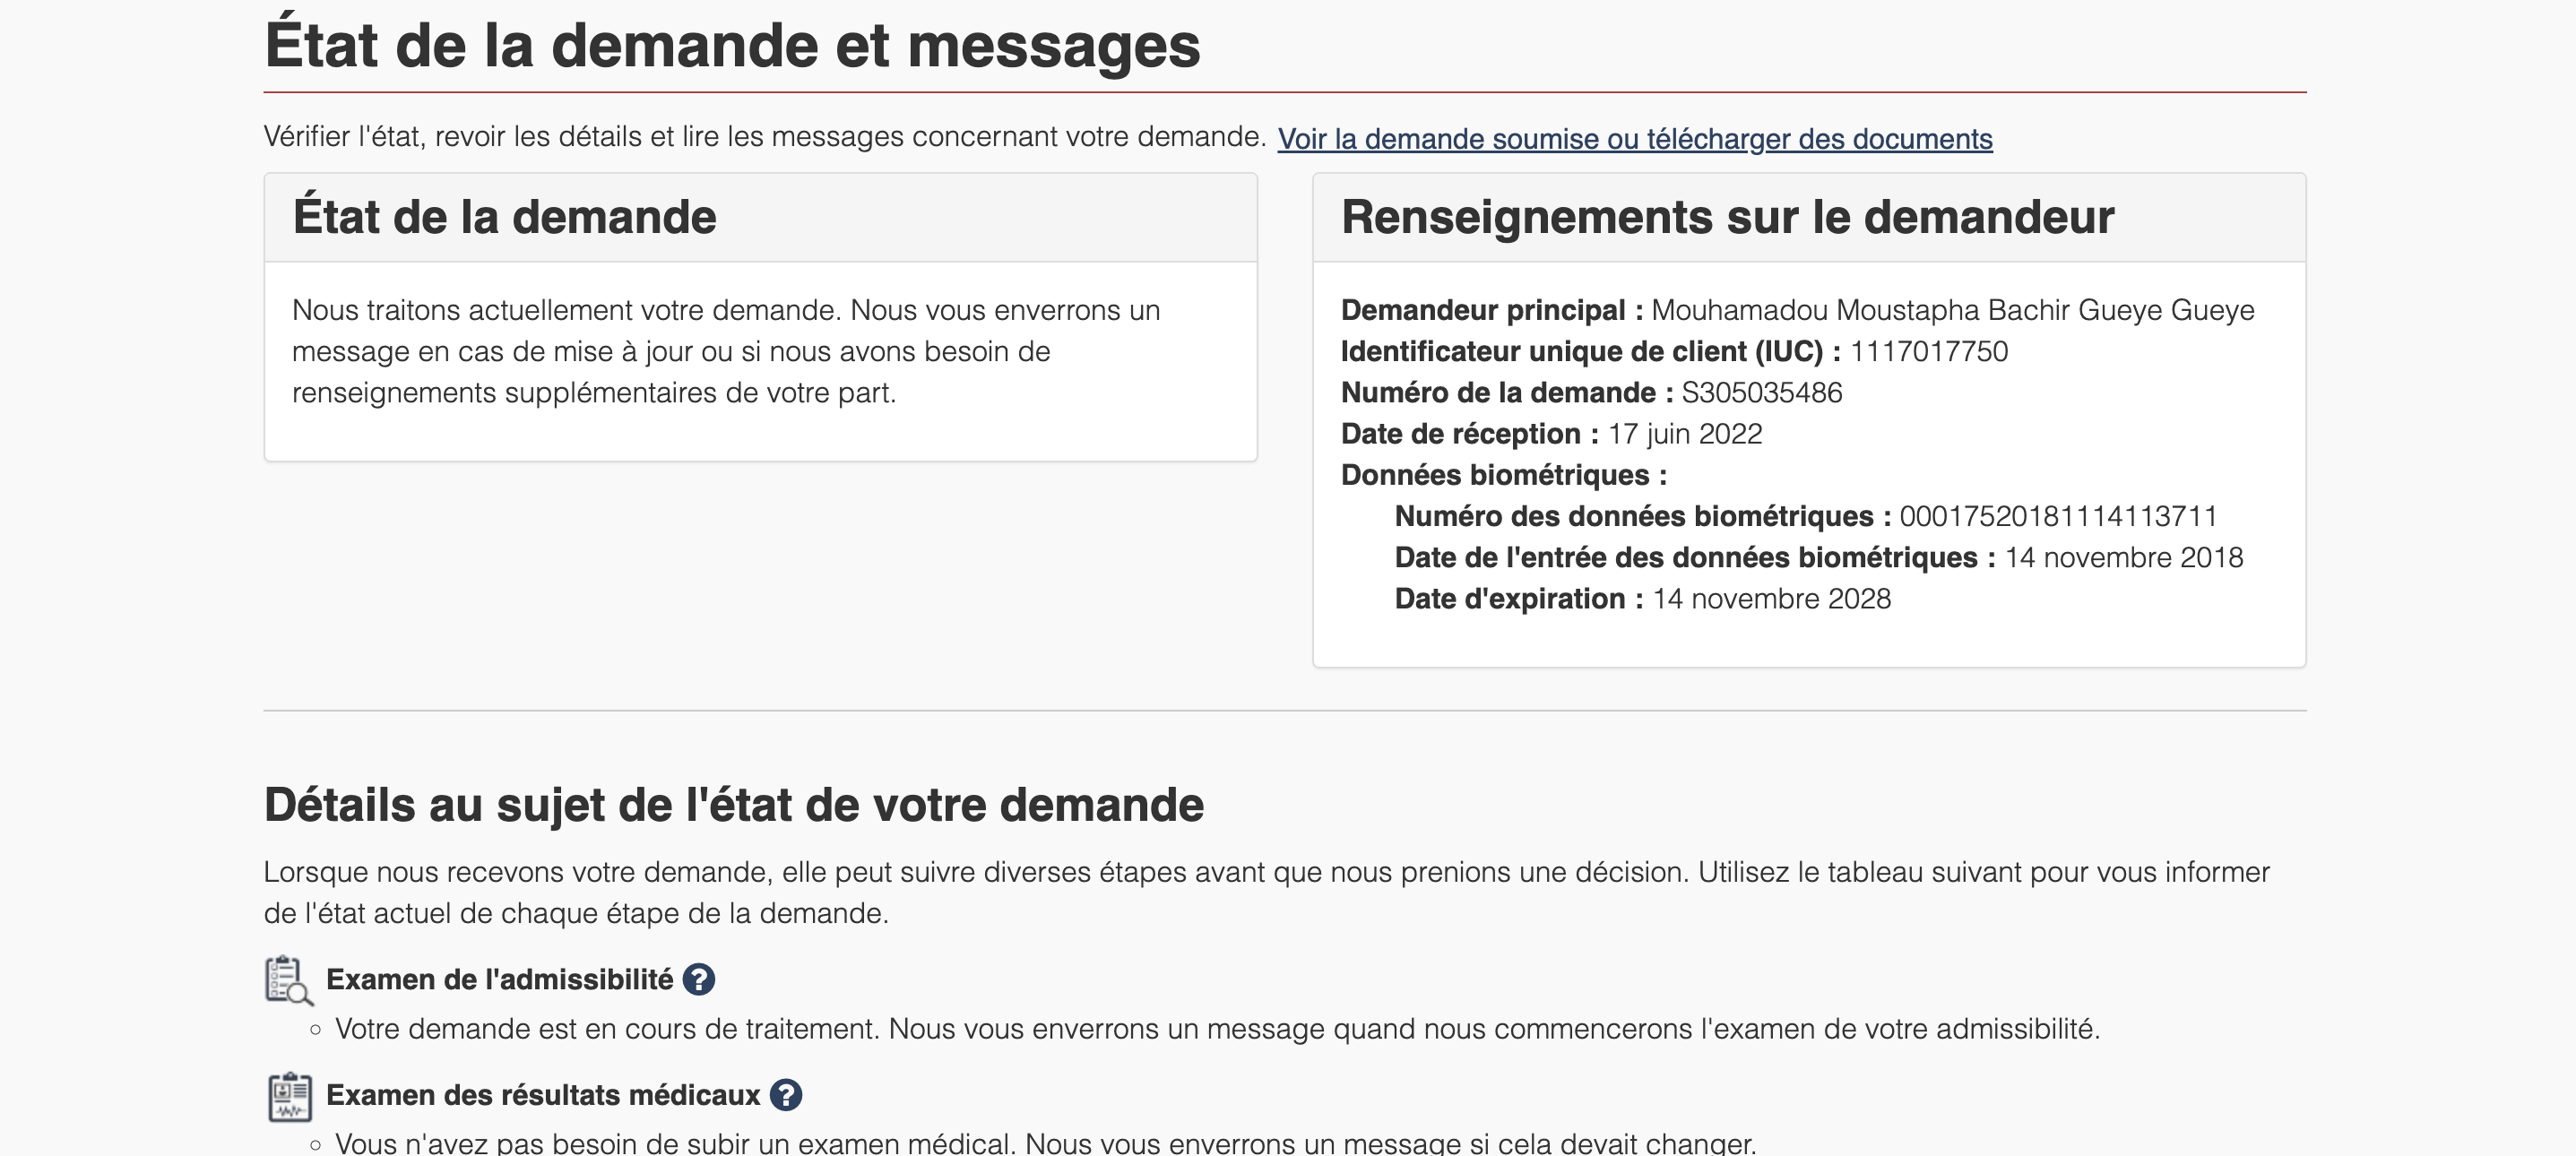 État de la demande et messages
Vérifier l'état, revoir les détails et lire les messages concernant votre demande. Voir la demande soumise ou télécharger des documents
État de la demande
Nous traitons actuellement votre demande. Nous vous enverrons un
message en cas de mise à jour ou si nous avons besoin de
renseignements supplémentaires de votre part.
Renseignements sur le demandeur
Demandeur principal : Mouhamadou Moustapha Bachir Gueye Gueye
Identificateur unique de client (IUC) : 1117017750
Numéro de la demande : S305035486
Date de réception : 17 juin 2022
Données biométriques :
Numéro des données biométriques : 00017520181114113711
Date de l'entrée des données biométriques : 14 novembre 2018
Date d'expiration : 14 novembre 2028
Détails au sujet de l'état de votre demande
Lorsque nous recevons votre demande, elle peut suivre diverses étapes avant que nous prenions une décision. Utilisez le tableau suivant pour vous informer
de l'état actuel de chaque étape de la demande.
Examen de l'admissibilité ?
Votre demande est en cours de traitement. Nous vous enverrons un message quand nous commencerons l'examen de votre admissibilité.
Examen des résultats médicaux ?
Vous n'avez pas besoin de subir un examen médical. Nous vous enverrons un message si cela devait changer.